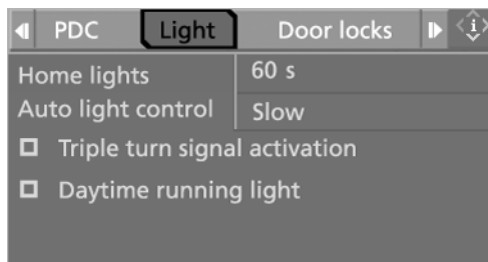 PDC Light Door locks i
Home lights 60 s
Auto light control Slow
Triple turn signal activation
Daytime running light